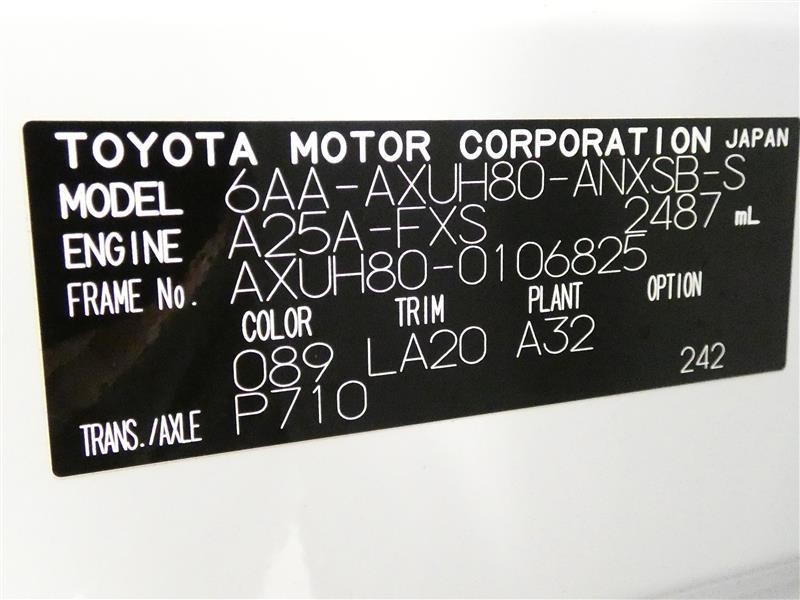 TOYOTA MOTOR CORPORATION JAPAN
MODEL 6AA-AXUH80-ANXSB-S
ENGINE A25A-FXS 2487 mL
FRAME No. AXUH80-0106825
COLOR TRIM PLANT OPTION
089 LA20 A32 242
TRANS./AXLE P710